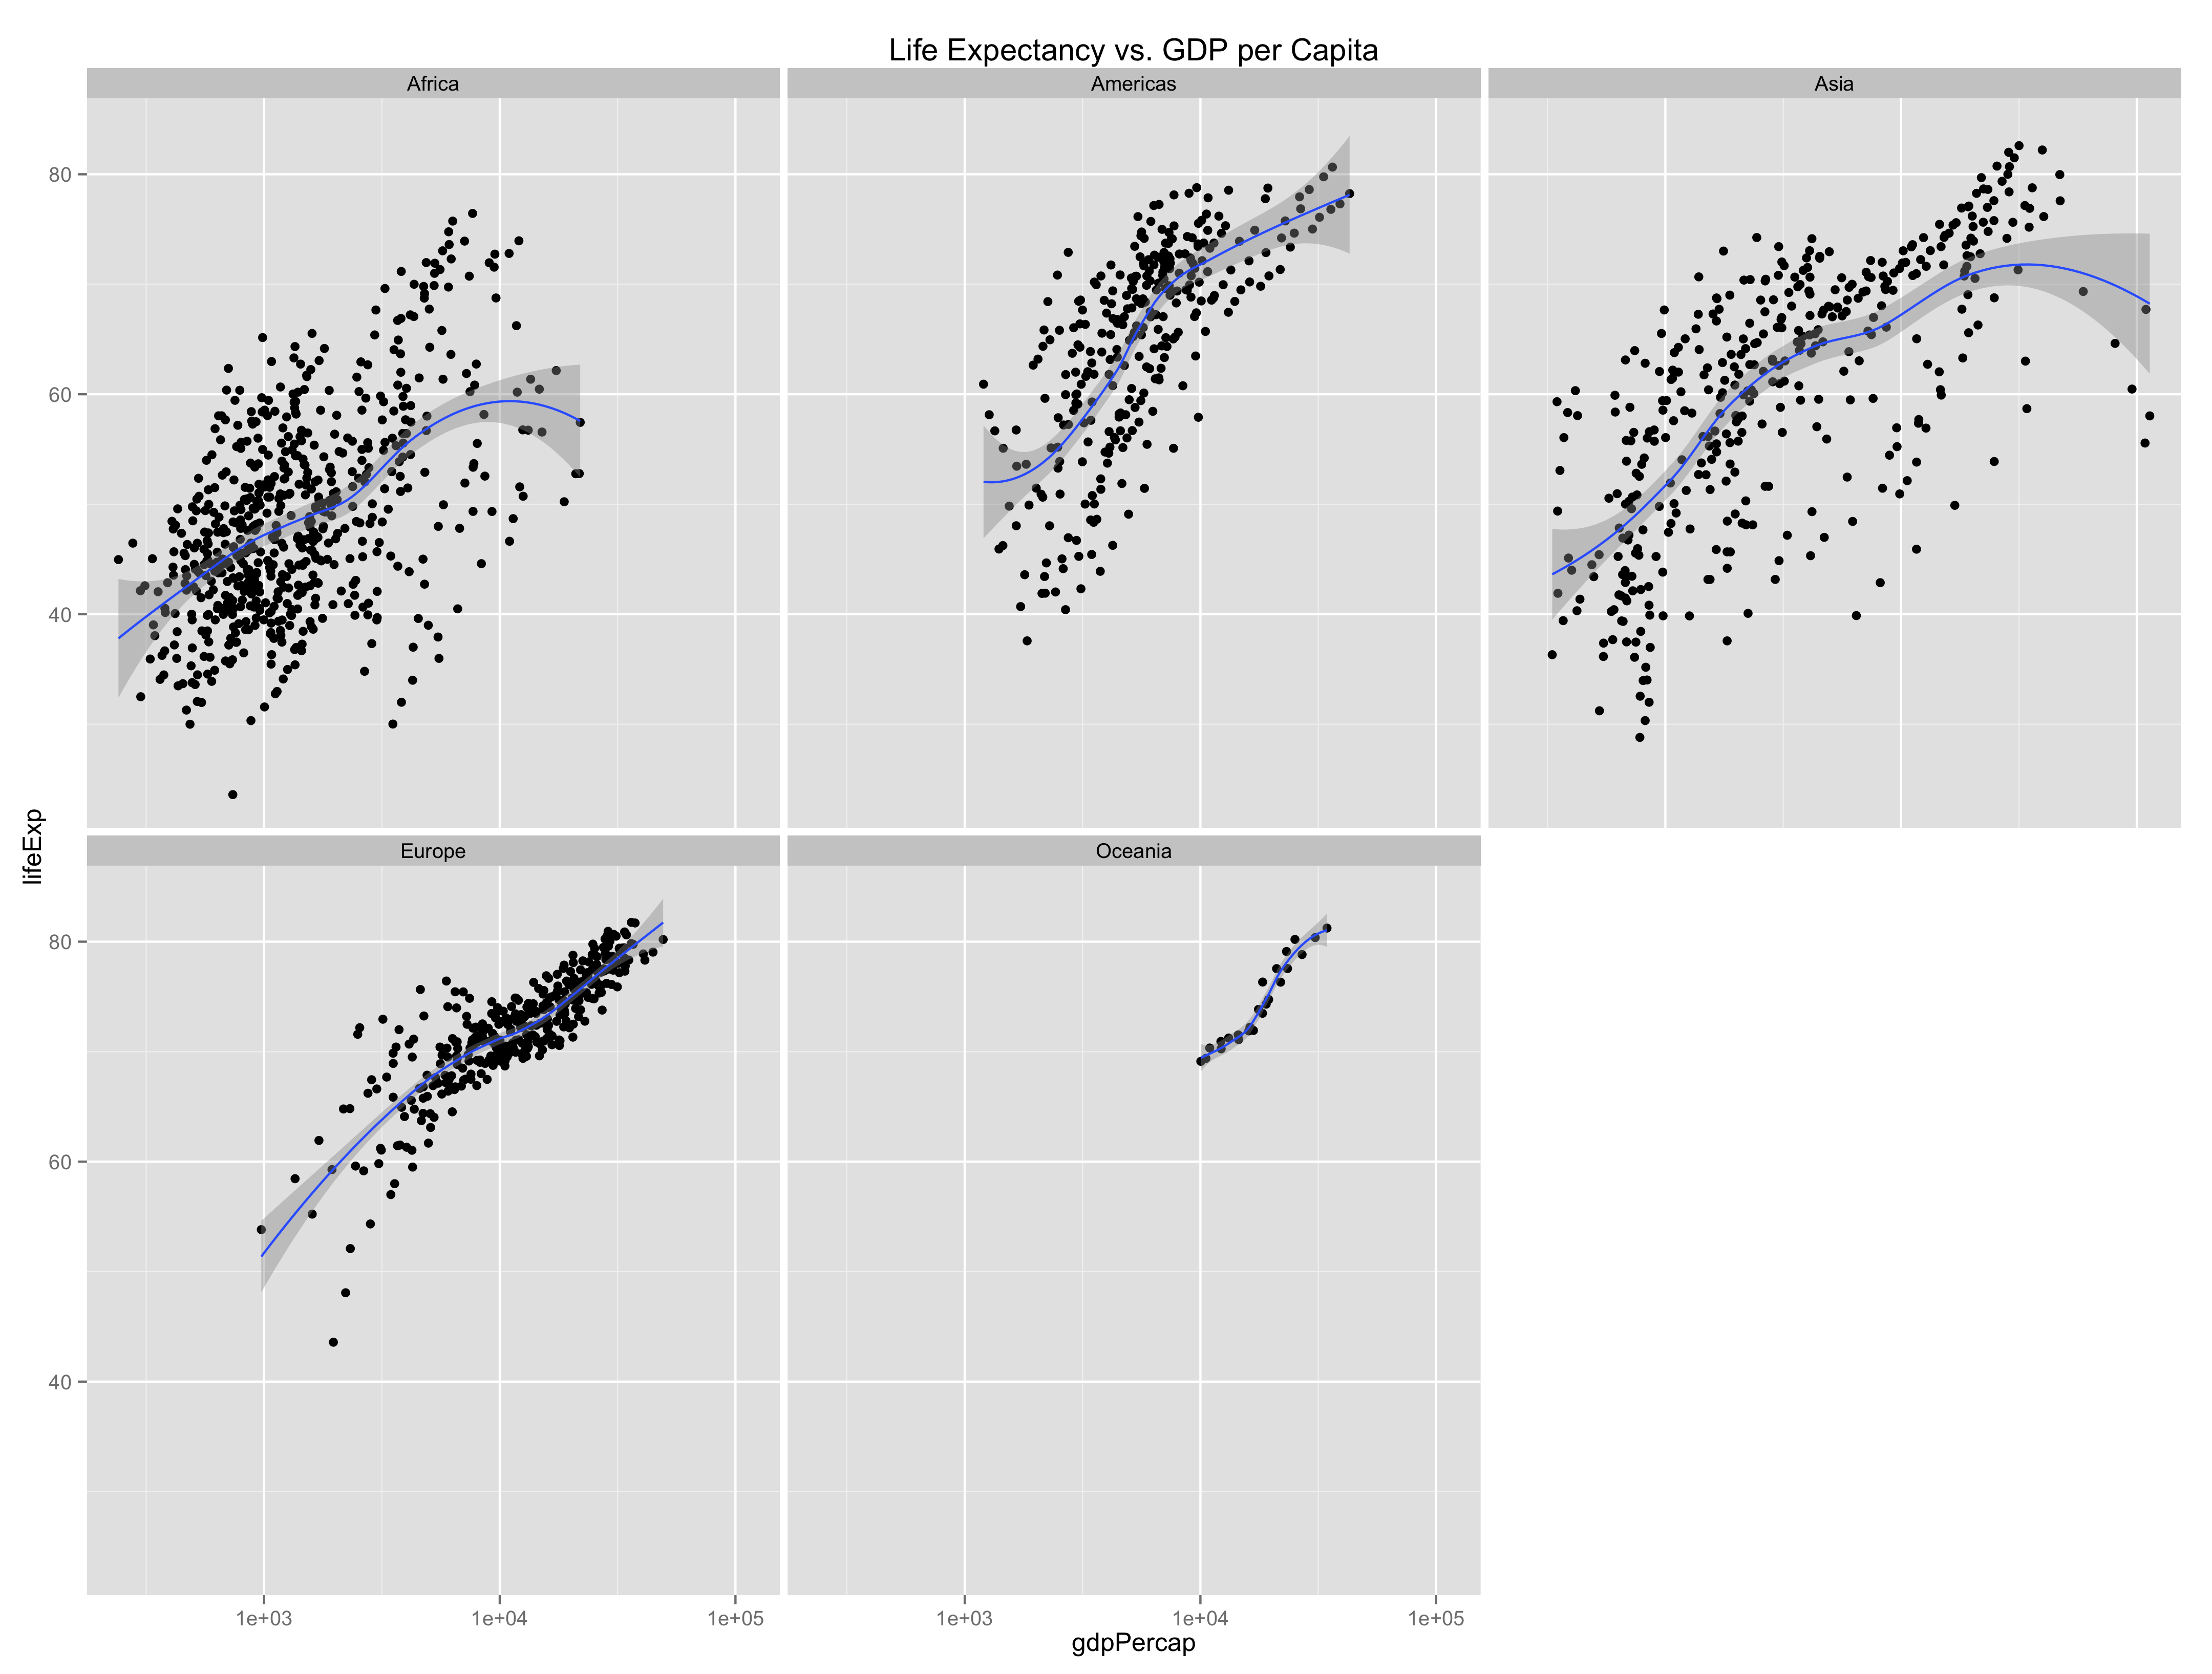 Life Expectancy vs. GDP per Capita
Africa
Americas
Asia
80
60
40
lifeExp
Europe
Oceania
80
60
40
1e+03 1e+04 1e+05
1e+03 1e+04 1e+05
gdpPercap